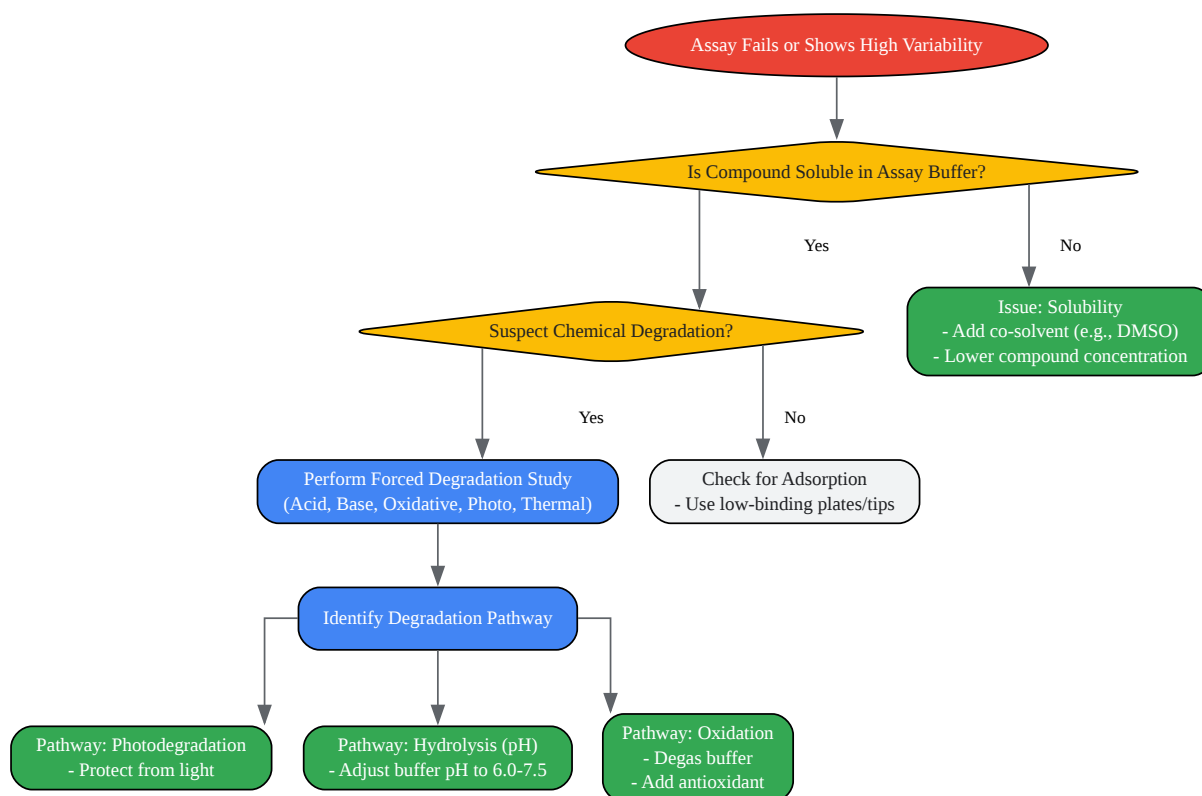 Assay Fails or Shows High Variability
Is Compound Soluble in Assay Buffer?
Yes
No
Issue: Solubility
- Add co-solvent (e.g., DMSO)
- Lower compound concentration
Suspect Chemical Degradation?
Yes
No
Perform Forced Degradation Study
(Acid, Base, Oxidative, Photo, Thermal)
Check for Adsorption
- Use low-binding plates/tips
Identify Degradation Pathway
Pathway: Photodegradation
- Protect from light
Pathway: Hydrolysis (pH)
- Adjust buffer pH to 6.0-7.5
Pathway: Oxidation
- Degas buffer
- Add antioxidant